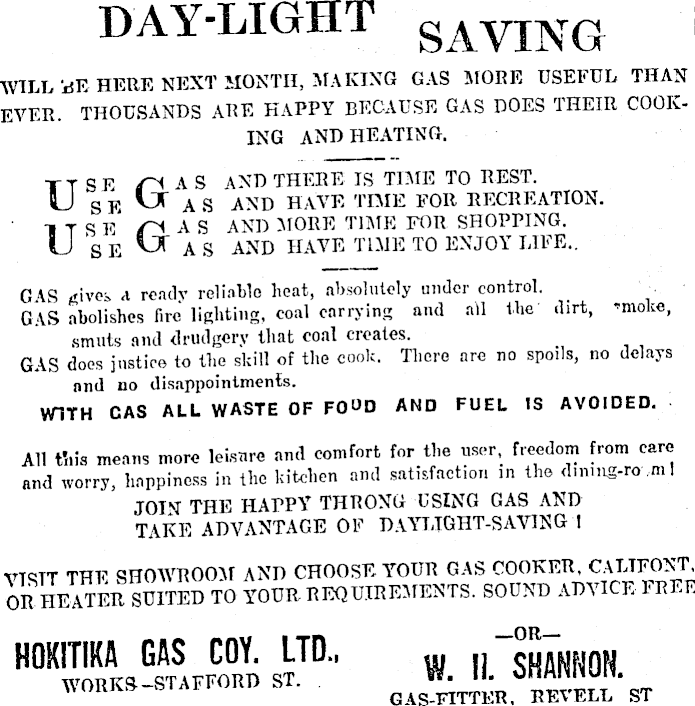 DAY-LIGHT SAVING
WILL BE HERE NEXT MONTH, MAKING GAS MORE USEFUL THAN
EVER. THOUSANDS ARE HAPPY BECAUSE GAS DOES THEIR COOK-
ING AND HEATING.
USE GAS AND THERE IS TIME TO REST.
USE GAS AND HAVE TIME FOR RECREATION.
USE GAS AND MORE TIME FOR SHOPPING.
USE GAS AND HAVE TIME TO ENJOY LIFE..
GAS gives a ready reliable heat, absolutely under control.
GAS abolishes fire lighting, coal carrying and all the dirt, smoke,
smuts and drudgery that coal creates.
GAS does justice to the skill of the cook. There are no spoils, no delays
and no disappointments.
WITH GAS ALL WASTE OF FOOD AND FUEL IS AVOIDED.
All this means more leisure and comfort for the user, freedom from care
and worry, happiness in the kitchen and satisfaction in the dining-room!
JOIN THE HAPPY THRONG USING GAS AND
TAKE ADVANTAGE OF DAYLIGHT-SAVING!
VISIT THE SHOWROOM AND CHOOSE YOUR GAS COOKER, CALIFONT,
OR HEATER SUITED TO YOUR REQUIREMENTS. SOUND ADVICE FREE
HOKITIKA GAS COY. LTD.,
WORKS—STAFFORD ST.
—OR—
W. H. SHANNON.
GAS-FITTER, REVELL ST